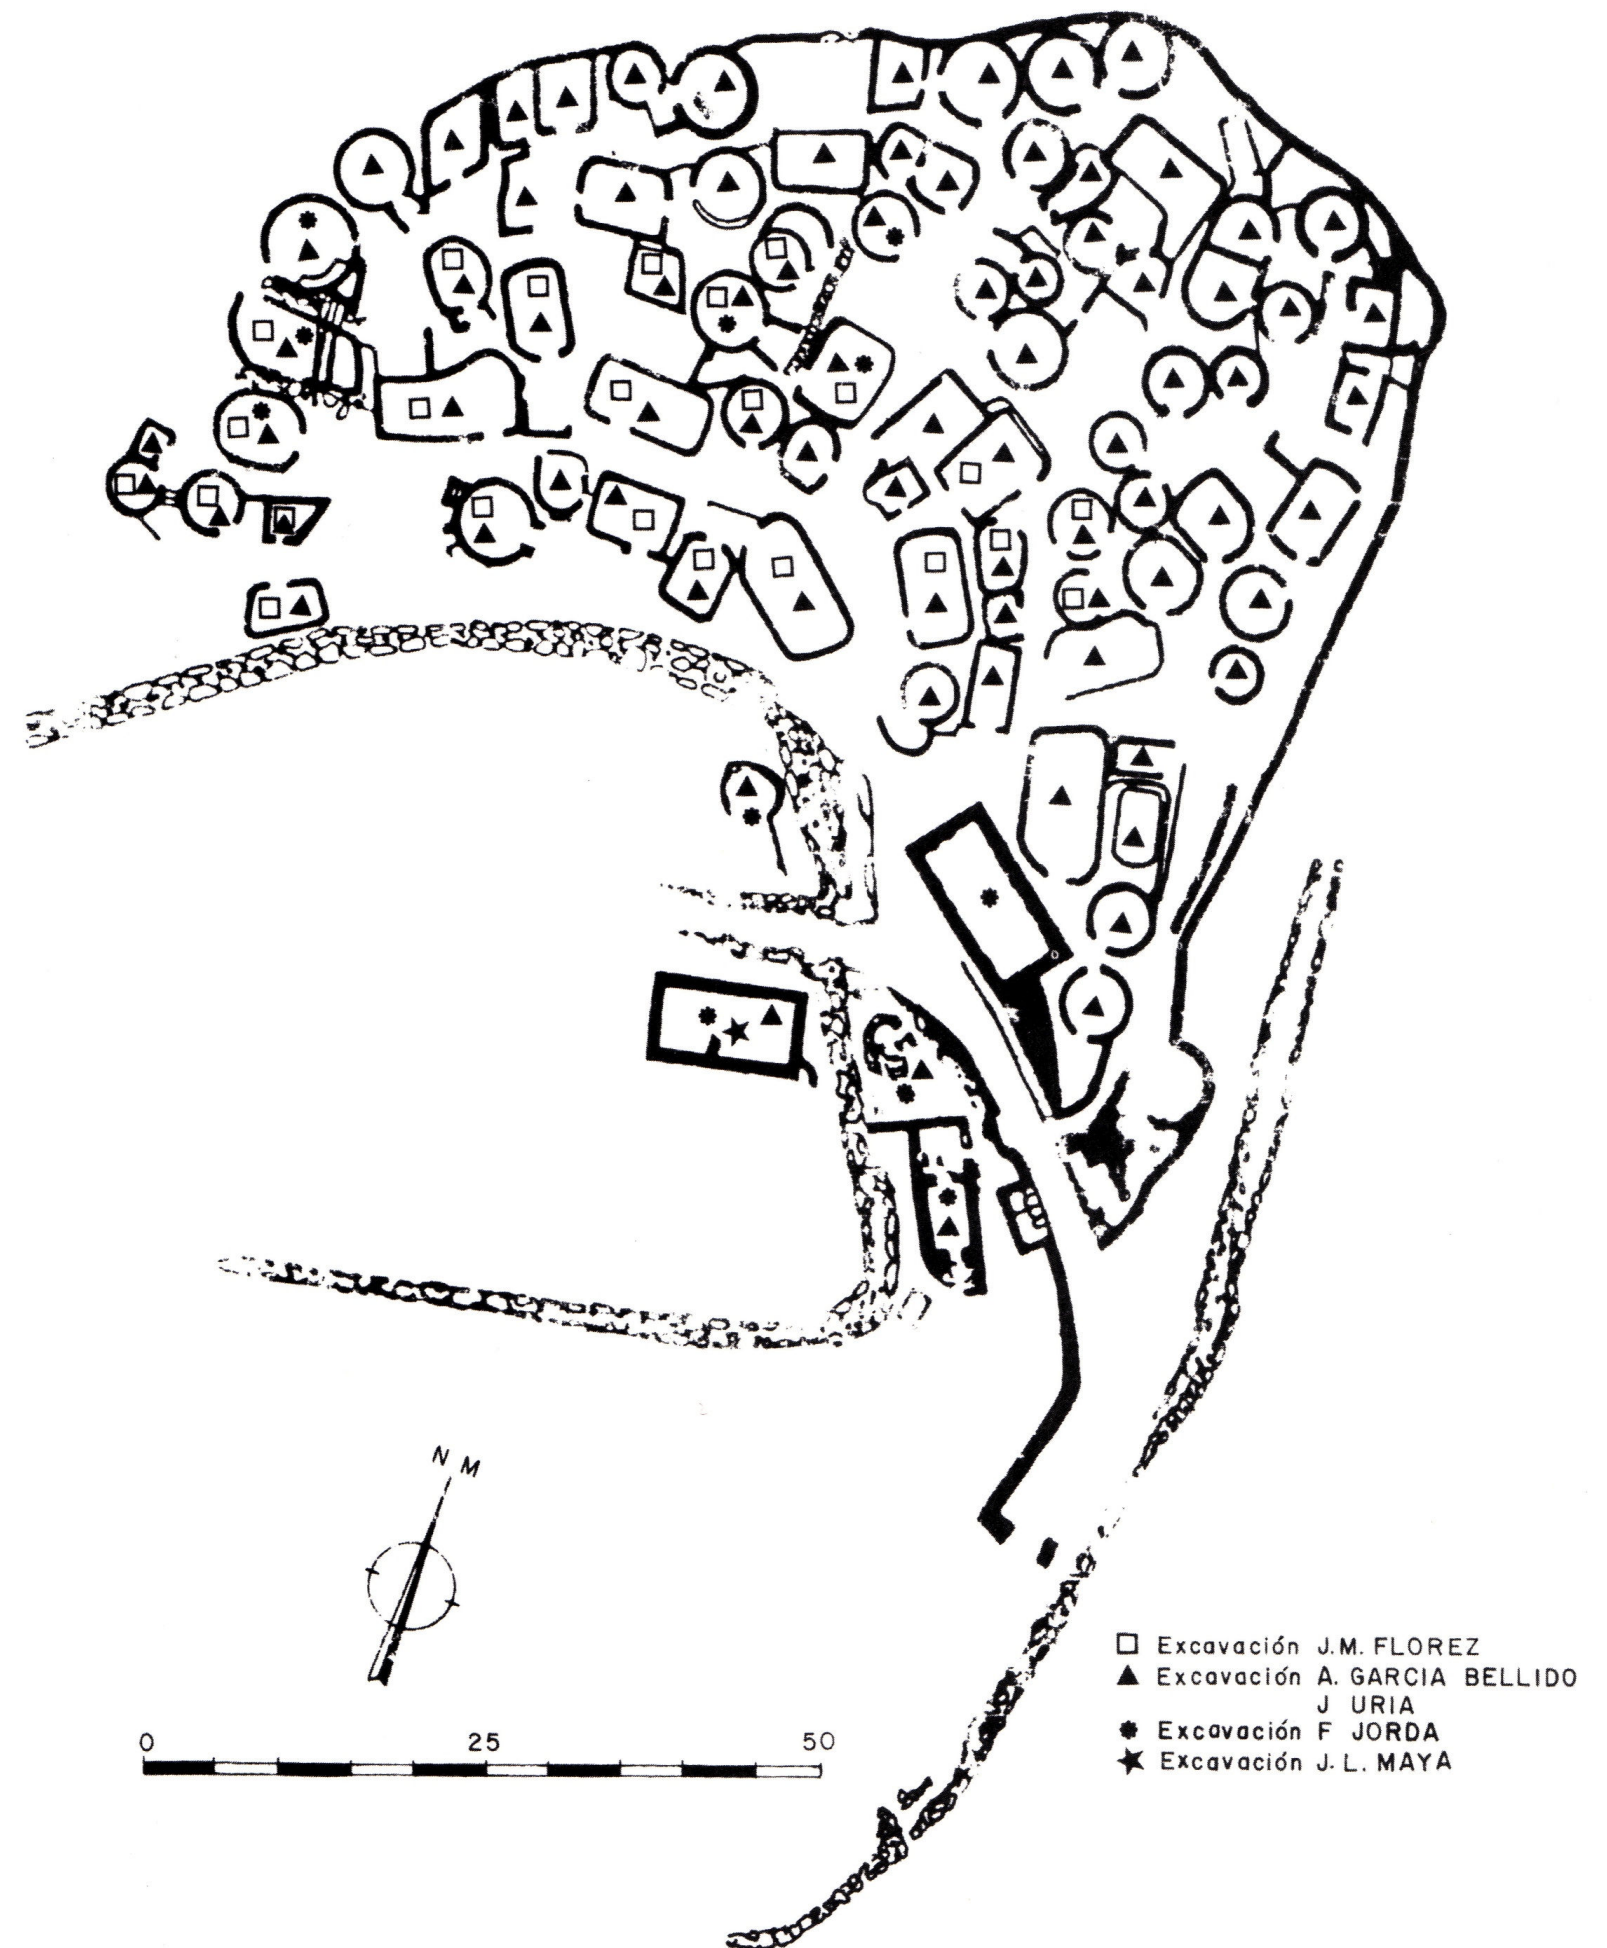 N M
0 25 50
Excavación J.M. FLOREZ
Excavación A. GARCIA BELLIDO
J URIA
Excavación F JORDA
Excavación J.L. MAYA